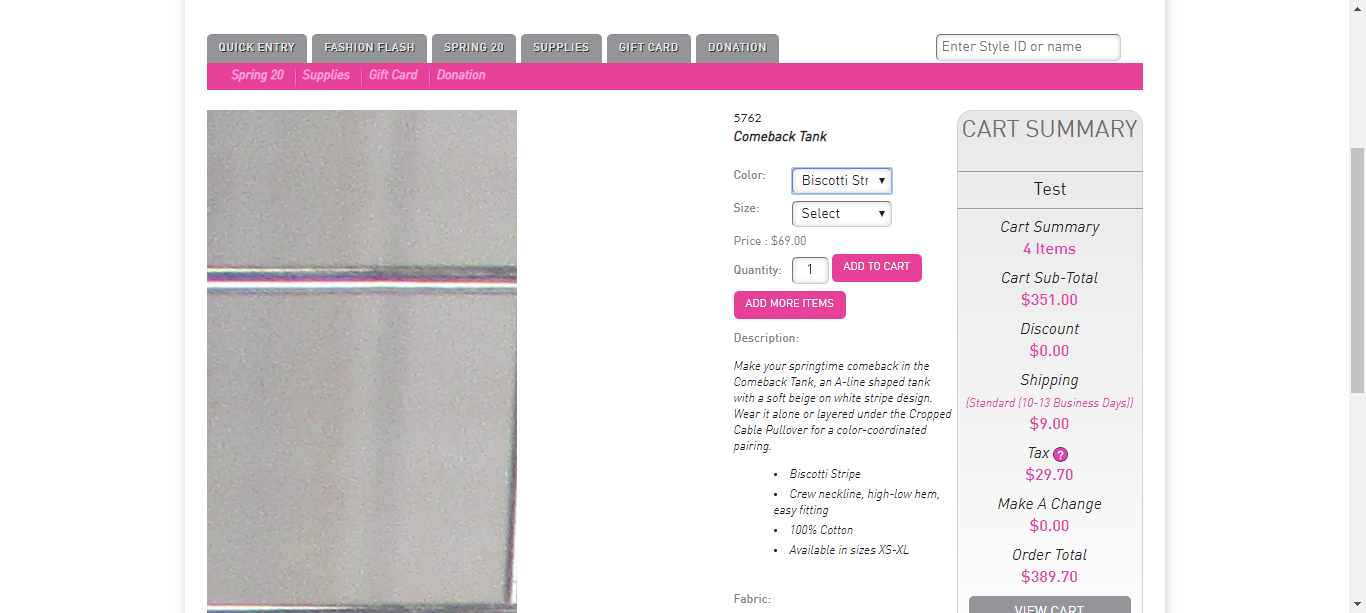 QUICK ENTRY
FASHION FLASH
SPRING 20
SUPPLIES
GIFT CARD
DONATION
Enter Style ID or name
Spring 20
Supplies
Gift Card
Donation
5762
Comeback Tank
Color:
Biscotti Str
Size:
Select
Price : $69.00
Quantity:
1
ADD TO CART
ADD MORE ITEMS
Description:
Make your springtime comeback in the
Comeback Tank, an A-line shaped tank
with a soft beige on white stripe design.
Wear it alone or layered under the Cropped
Cable Pullover for a color-coordinated
pairing.
• Biscotti Stripe
• Crew neckline, high-low hem,
easy fitting
• 100% Cotton
• Available in sizes XS-XL
Fabric:
CART SUMMARY
Test
Cart Summary
4 Items
Cart Sub-Total
$351.00
Discount
$0.00
Shipping
(Standard (10-13 Business Days))
$9.00
Tax ?
$29.70
Make A Change
$0.00
Order Total
$389.70
VIEW CART